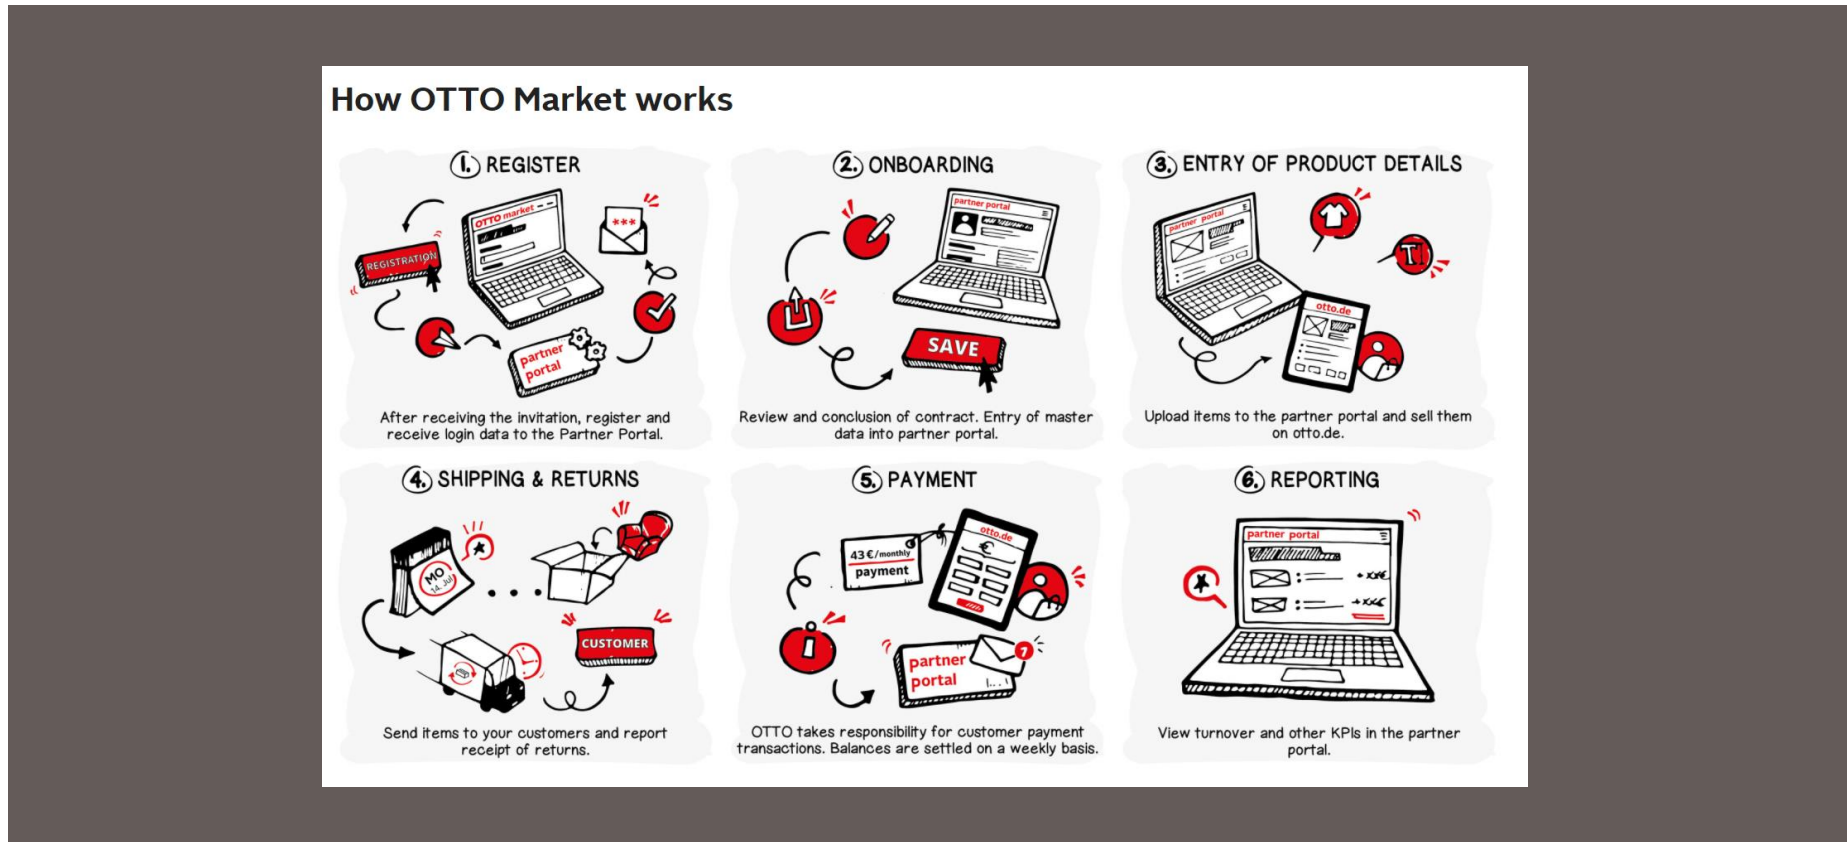 How OTTO Market works
1. REGISTER
OTTO market
REGISTRATION
***
partner
portal
After receiving the invitation, register and
receive login data to the Partner Portal.
2. ONBOARDING
partner portal
SAVE
Review and conclusion of contract. Entry of master
data into partner portal.
3. ENTRY OF PRODUCT DETAILS
partner portal
T
otto.de
Upload items to the partner portal and sell them
on otto.de.
4. SHIPPING & RETURNS
MO
14. Jul
CUSTOMER
Send items to your customers and report
receipt of returns.
5. PAYMENT
43 €/monthly
payment
otto.de
€
i
partner
portal
1
OTTO takes responsibility for customer payment
transactions. Balances are settled on a weekly basis.
6. REPORTING
partner portal
+xx€
+xx€
View turnover and other KPIs in the partner
portal.